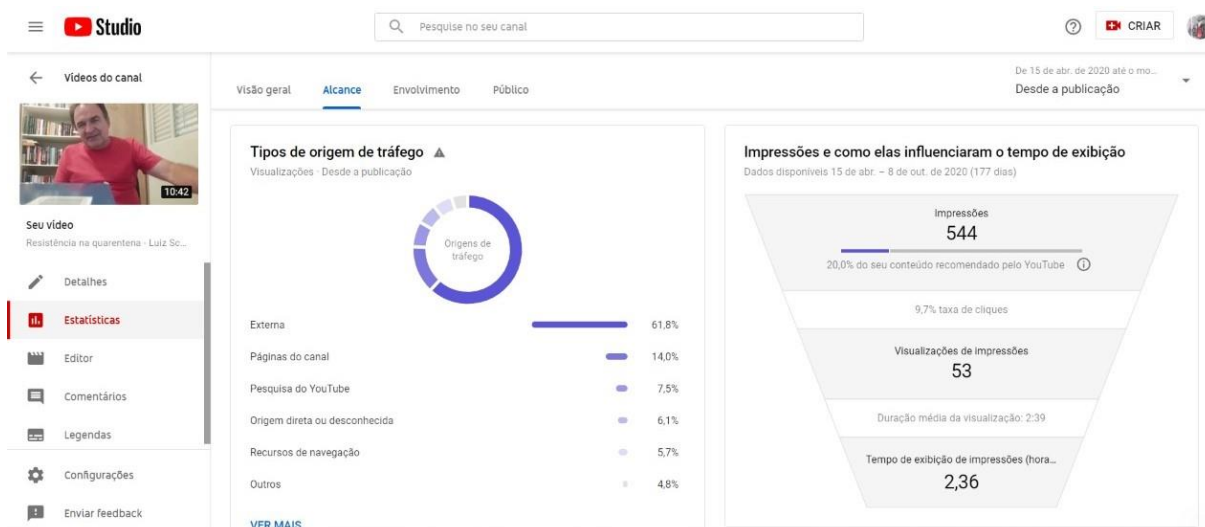 Studio
Pesquise no seu canal
CRIAR
Vídeos do canal
10:42
Seu vídeo
Resistência na quarentena - Luiz Sc...
Detalhes
Estatísticas
Editor
Comentários
Legendas
Configurações
Enviar feedback
Visão geral
Alcance
Envolvimento
Público
De 15 de abr. de 2020 até o mo...
Desde a publicação
Tipos de origem de tráfego
Visualizações · Desde a publicação
Origens de
tráfego
Externa 61,8%
Páginas do canal 14,0%
Pesquisa do YouTube 7,5%
Origem direta ou desconhecida 6,1%
Recursos de navegação 5,7%
Outros 4,8%
VER MAIS
Impressões e como elas influenciaram o tempo de exibição
Dados disponíveis 15 de abr. – 8 de out. de 2020 (177 dias)
Impressões
544
20,0% do seu conteúdo recomendado pelo YouTube
9,7% taxa de cliques
Visualizações de impressões
53
Duração média da visualização: 2:39
Tempo de exibição de impressões (hora...
2,36